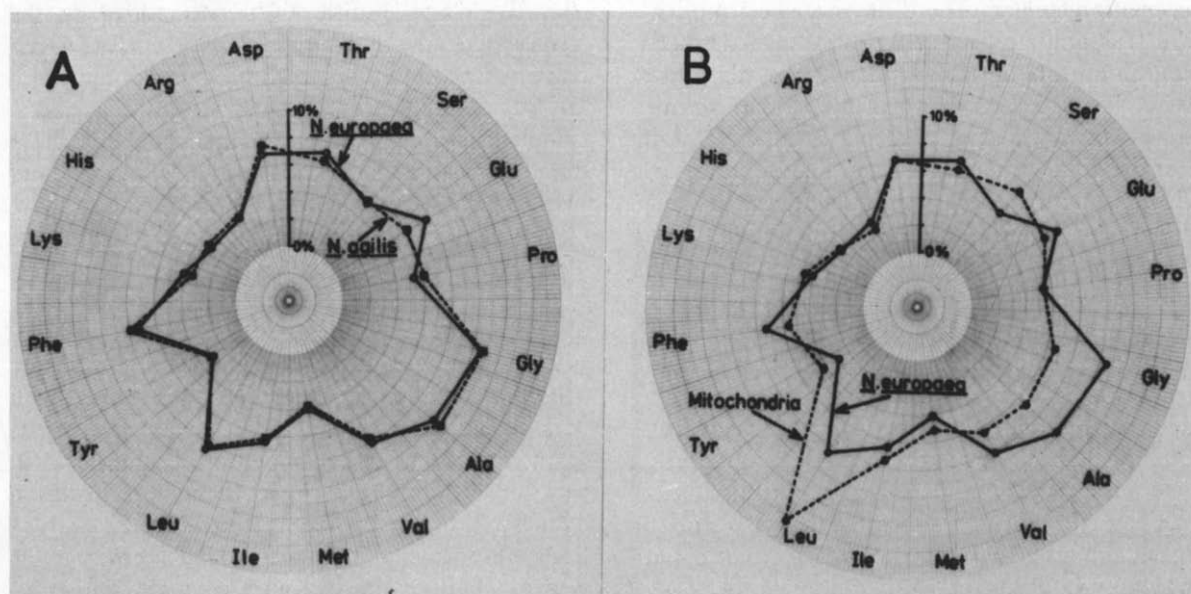 A
Asp
Thr
Arg
Ser
10%
N.europaea
His
Glu
N.agilis
Lys
0%
Pro
Phe
Gly
Tyr
Ala
Leu
Val
Ile
Met
B
Asp
Thr
Arg
Ser
10%
His
Glu
Lys
0%
Pro
Phe
Gly
N.europaea
Mitochondria
Tyr
Ala
Leu
Val
Ile
Met